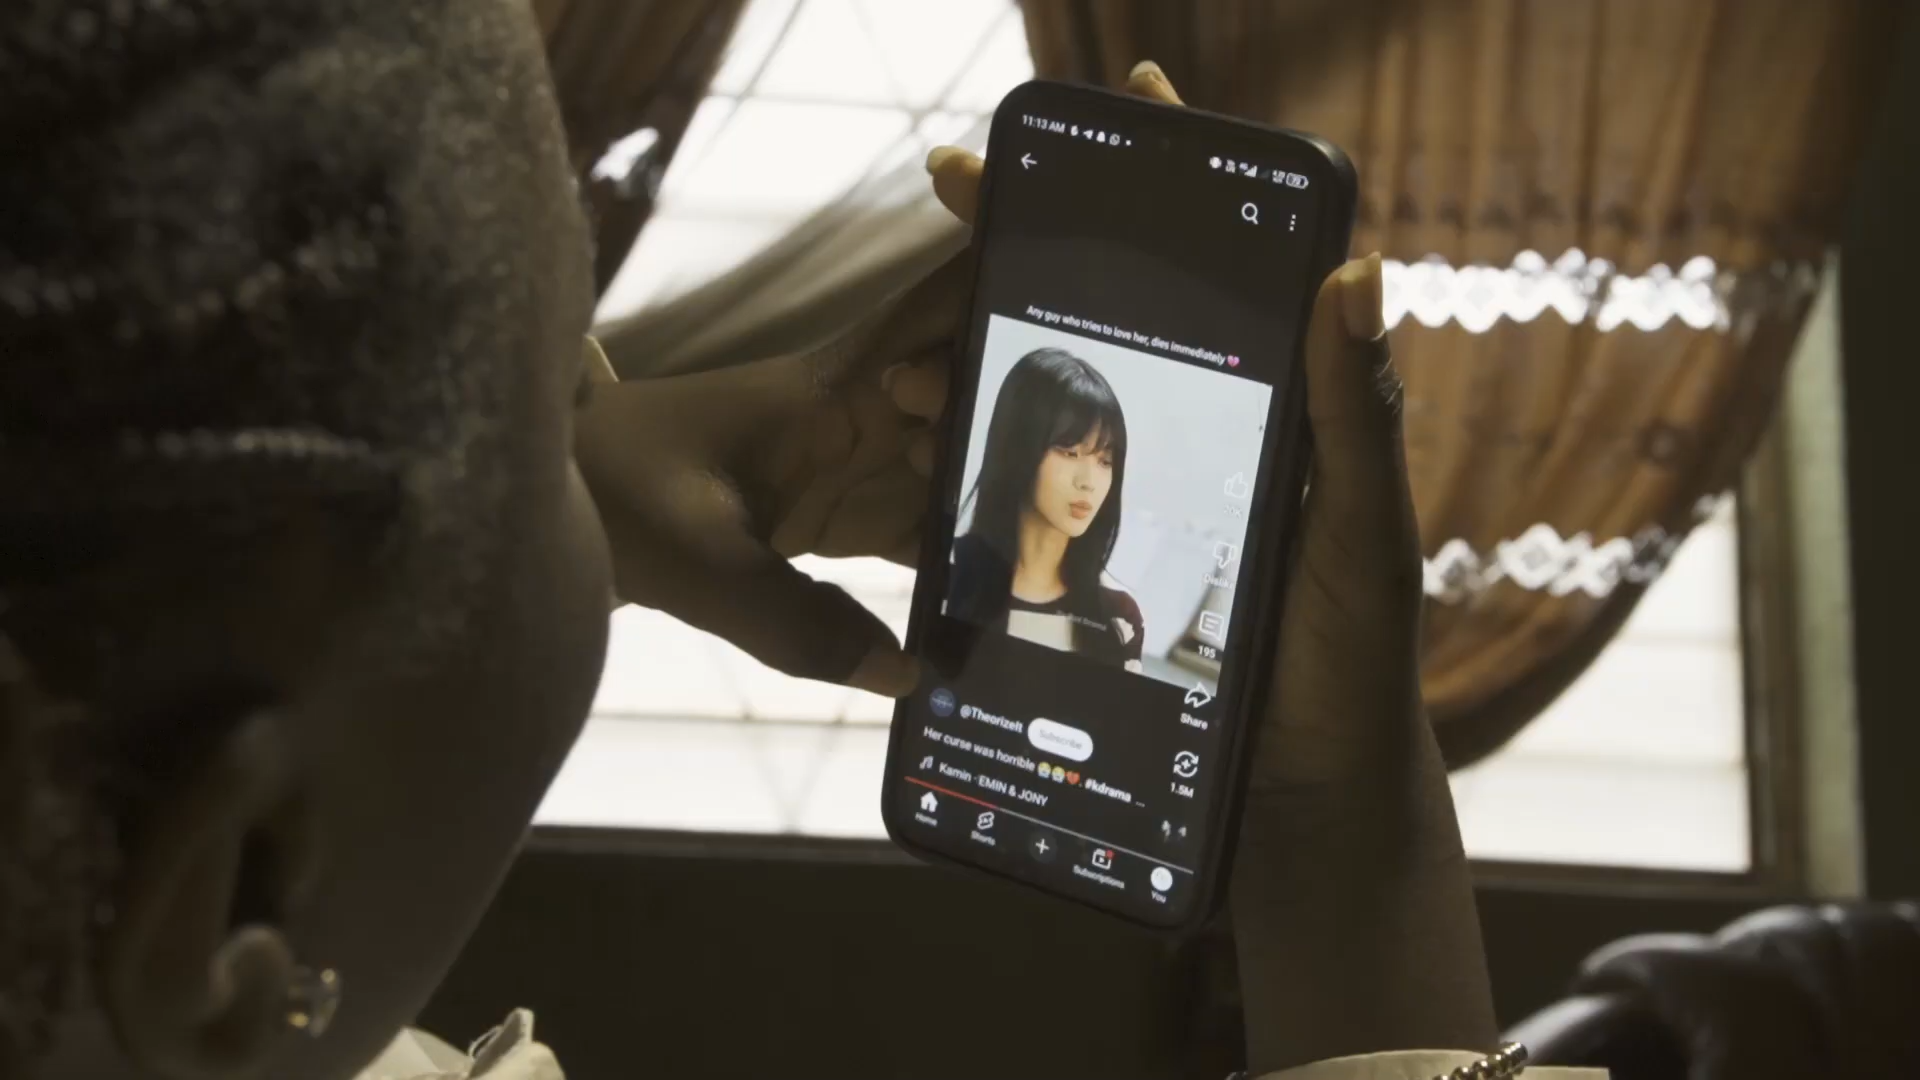 11:13 AM
Any guy who tries to love her, dies immediately 💔
195
Share
@TheorizeIt
Subscribe
Her curse was horrible 😭😭💔. #kdrama ...
Kamin · EMIN & JONY
1.5M
Home
Shorts
Subscriptions
You